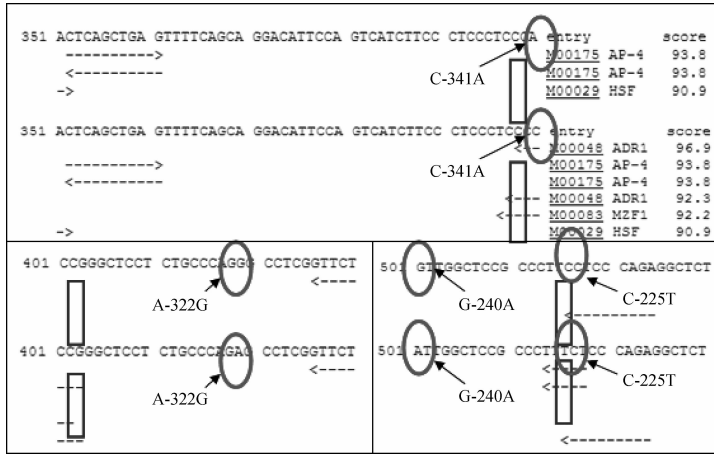 351 ACTCAGCTGA GTTTTCAGCA GGACATTCCA GTCATCTTCC CTCCCTCCCA entry score
----------> M00175 AP-4 93.8
<---------- C-341A M00175 AP-4 93.8
-> M00029 HSF 90.9
351 ACTCAGCTGA GTTTTCAGCA GGACATTCCA GTCATCTTCC CTCCCTCCCC entry score
<-- M00048 ADR1 96.9
----------> C-341A M00175 AP-4 93.8
<---------- M00175 AP-4 93.8
<---- M00048 ADR1 92.3
<----- M00083 MZF1 92.2
-> M00029 HSF 90.9
401 CCGGGCTCCT CTGCCCAGGG CCTCGGTTCT
<----
A-322G
401 CCGGGCTCCT CTGCCCAGAG CCTCGGTTCT
--- <----
A-322G
--
---
501 GTTGGCTCCG CCCTTCCTCC CAGAGGCTCT
G-240A C-225T
<----------
501 ATTGGCTCCG CCCTTTCTCC CAGAGGCTCT
<----
G-240A <---- C-225T
<----------